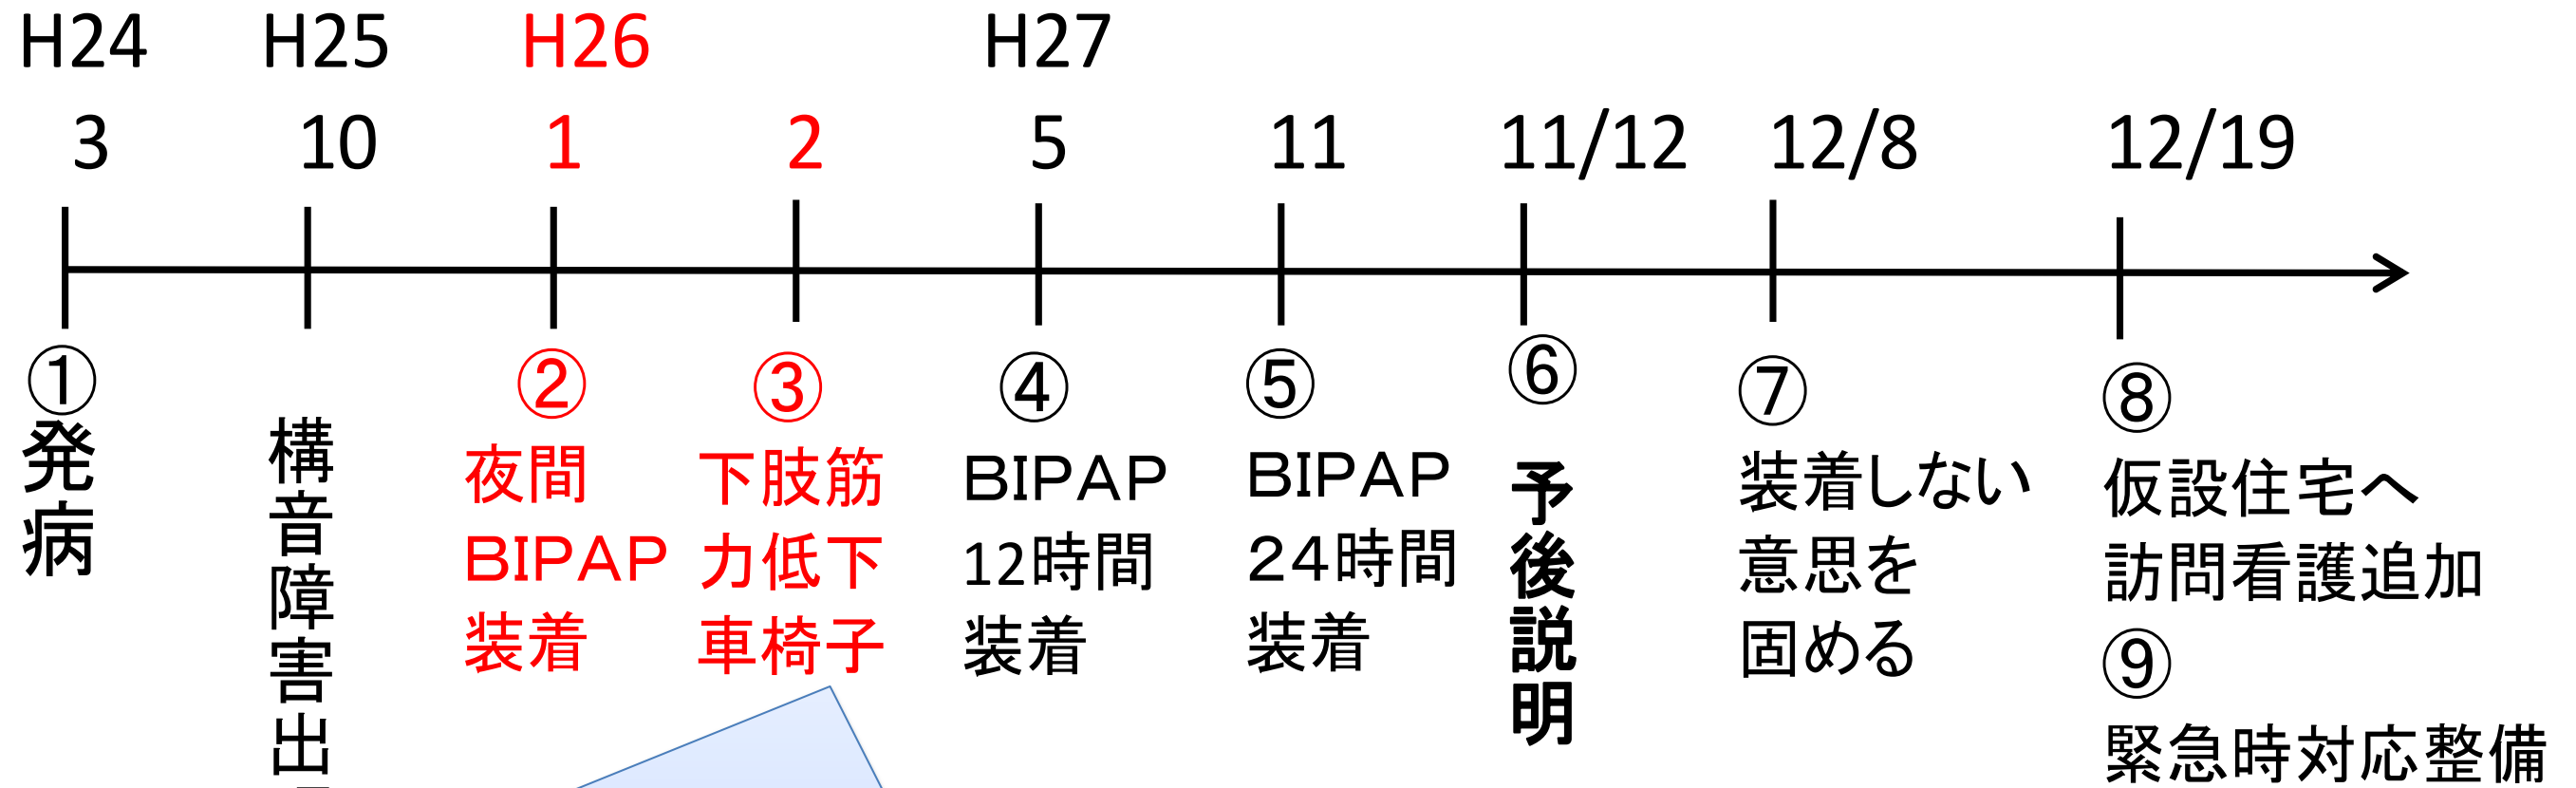 H24 H25 H26 H27
3 10 1 2 5 11 11/12 12/8 12/19
①
発病
構音障害出
②
夜間
BIPAP
装着
③
下肢筋
力低下
車椅子
④
BIPAP
12時間
装着
⑤
BIPAP
24時間
装着
⑥
予後説明
⑦
装着しない
意思を
固める
⑧
仮設住宅へ
訪問看護追加
⑨
緊急時対応整備